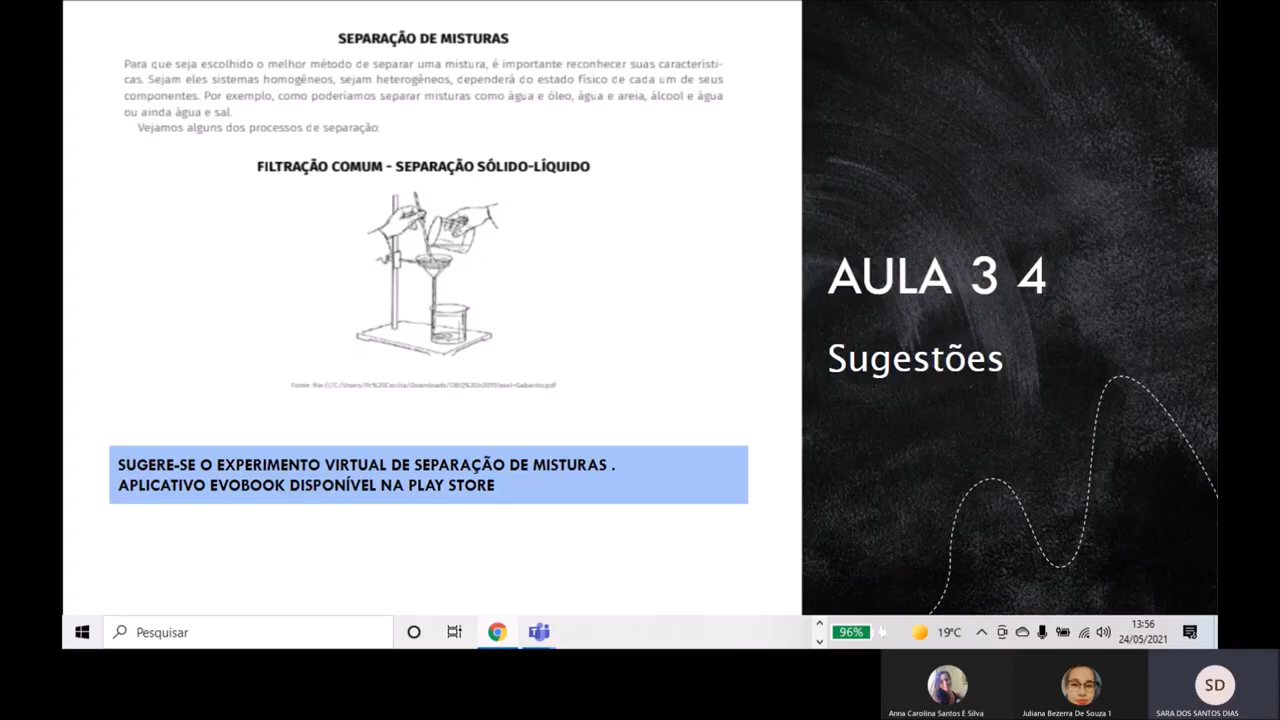 SEPARAÇÃO DE MISTURAS
Para que seja escolhido o melhor método de separar uma mistura, é importante reconhecer suas característi-
cas. Sejam eles sistemas homogêneos, sejam heterogêneos, dependerá do estado físico de cada um de seus
componentes. Por exemplo, como poderíamos separar misturas como água e óleo, água e areia, álcool e água
ou ainda água e sal.
Vejamos alguns dos processos de separação:
FILTRAÇÃO COMUM - SEPARAÇÃO SÓLIDO-LÍQUIDO
SUGERE-SE O EXPERIMENTO VIRTUAL DE SEPARAÇÃO DE MISTURAS .
APLICATIVO EVOBOOK DISPONÍVEL NA PLAY STORE
AULA 3 4
Sugestões
Pesquisar
96%
19°C
13:56
24/05/2021
SD
Anna Carolina Santos E Silva
Juliana Bezerra De Souza 1
SARA DOS SANTOS DIAS